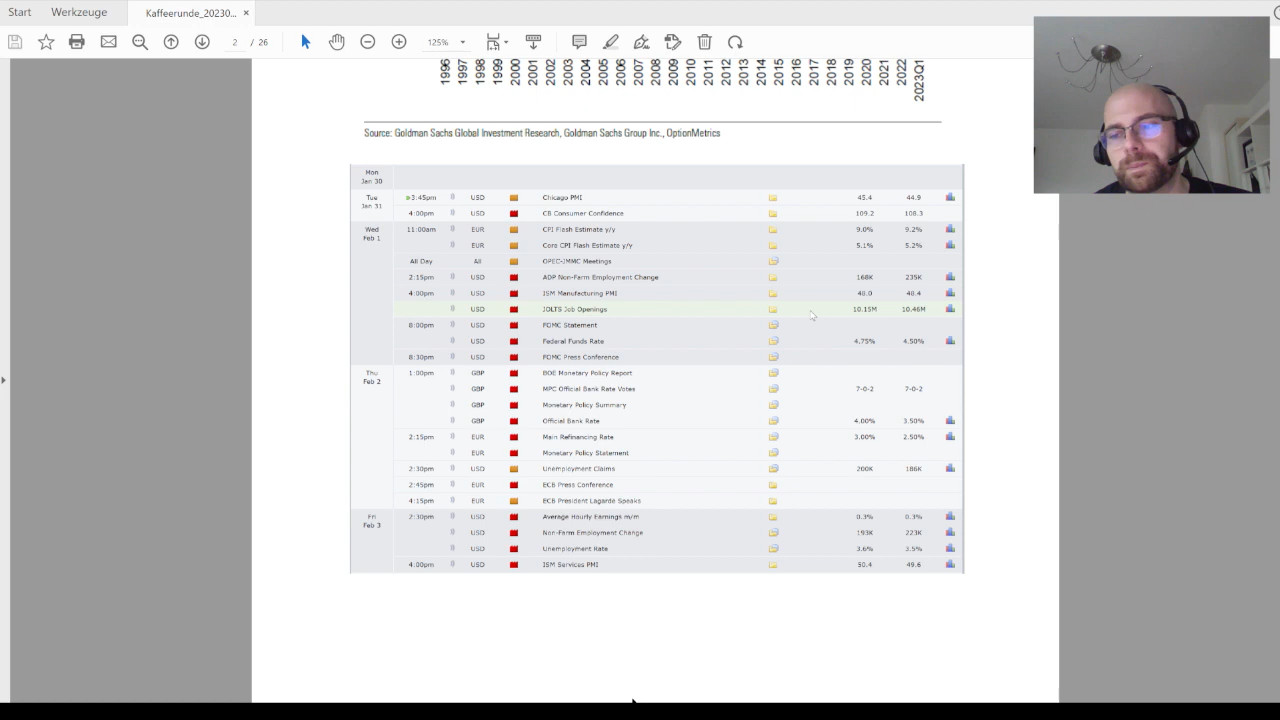 Start Werkzeuge Kaffeerunde_20230... ×
2 / 26 125%
1996 1997 1998 1999 2000 2001 2002 2003 2004 2005 2006 2007 2008 2009 2010 2011 2012 2013 2014 2015 2016 2017 2018 2019 2020 2021 2022 2023Q1
Source: Goldman Sachs Global Investment Research, Goldman Sachs Group Inc., OptionMetrics
Mon
Jan 30
Tue
Jan 31
3:45pm USD Chicago PMI 45.4 44.9
4:00pm USD CB Consumer Confidence 109.2 108.3
Wed
Feb 1
11:00am EUR CPI Flash Estimate y/y 9.0% 9.2%
EUR Core CPI Flash Estimate y/y 5.1% 5.2%
All Day All OPEC-JMMC Meetings
2:15pm USD ADP Non-Farm Employment Change 168K 235K
4:00pm USD ISM Manufacturing PMI 48.0 48.4
USD JOLTS Job Openings 10.15M 10.46M
8:00pm USD FOMC Statement
USD Federal Funds Rate 4.75% 4.50%
8:30pm USD FOMC Press Conference
Thu
Feb 2
1:00pm GBP BOE Monetary Policy Report
GBP MPC Official Bank Rate Votes 7-0-2 7-0-2
GBP Monetary Policy Summary
GBP Official Bank Rate 4.00% 3.50%
2:15pm EUR Main Refinancing Rate 3.00% 2.50%
EUR Monetary Policy Statement
2:30pm USD Unemployment Claims 200K 186K
2:45pm EUR ECB Press Conference
4:15pm EUR ECB President Lagarde Speaks
Fri
Feb 3
2:30pm USD Average Hourly Earnings m/m 0.3% 0.3%
USD Non-Farm Employment Change 193K 223K
USD Unemployment Rate 3.6% 3.5%
4:00pm USD ISM Services PMI 50.4 49.6